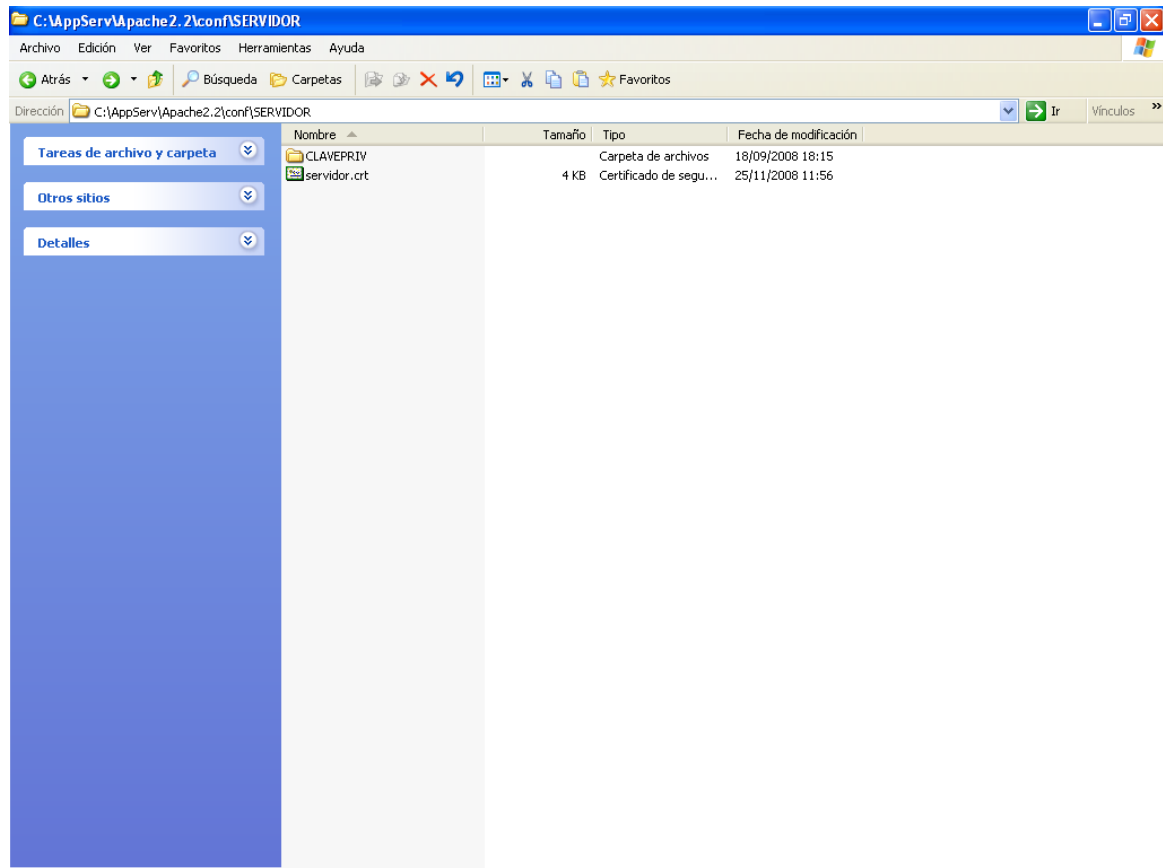 C:\AppServ\Apache2.2\conf\SERVIDOR
Archivo Edición Ver Favoritos Herramientas Ayuda
Atrás Búsqueda Carpetas Favoritos
Dirección C:\AppServ\Apache2.2\conf\SERVIDOR Ir Vínculos »
Tareas de archivo y carpeta
Otros sitios
Detalles
Nombre Tamaño Tipo Fecha de modificación
CLAVEPRIV Carpeta de archivos 18/09/2008 18:15
servidor.crt 4 KB Certificado de segu... 25/11/2008 11:56